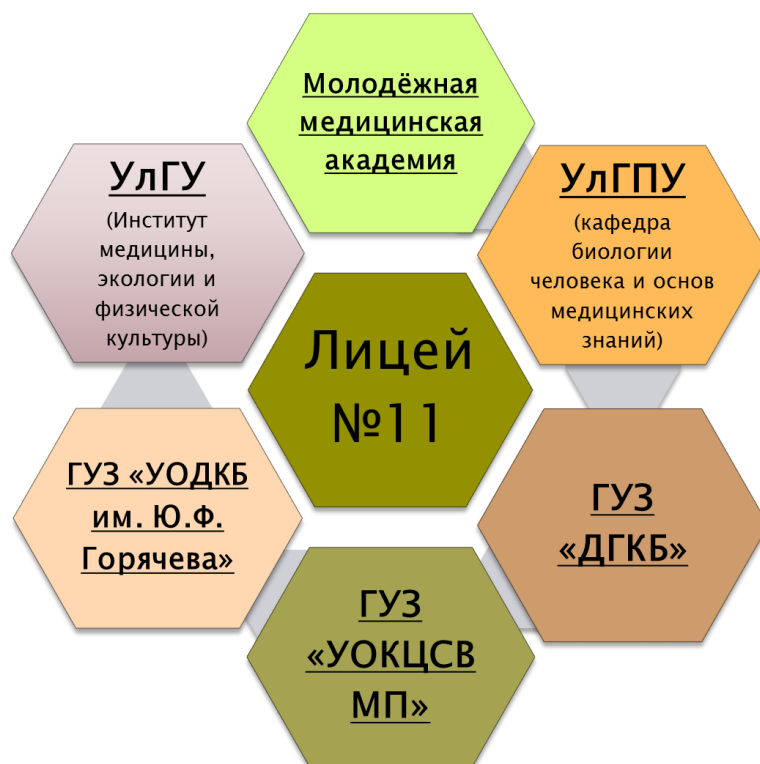 Молодёжная
медицинская
академия
УлГУ
(Институт
медицины,
экологии и
физической
культуры)
УлГПУ
(кафедра
биологии
человека и основ
медицинских
знаний)
Лицей
№11
ГУЗ «УОДКБ
им. Ю.Ф.
Горячева»
ГУЗ
«ДГКБ»
ГУЗ
«УОКЦСВ
МП»